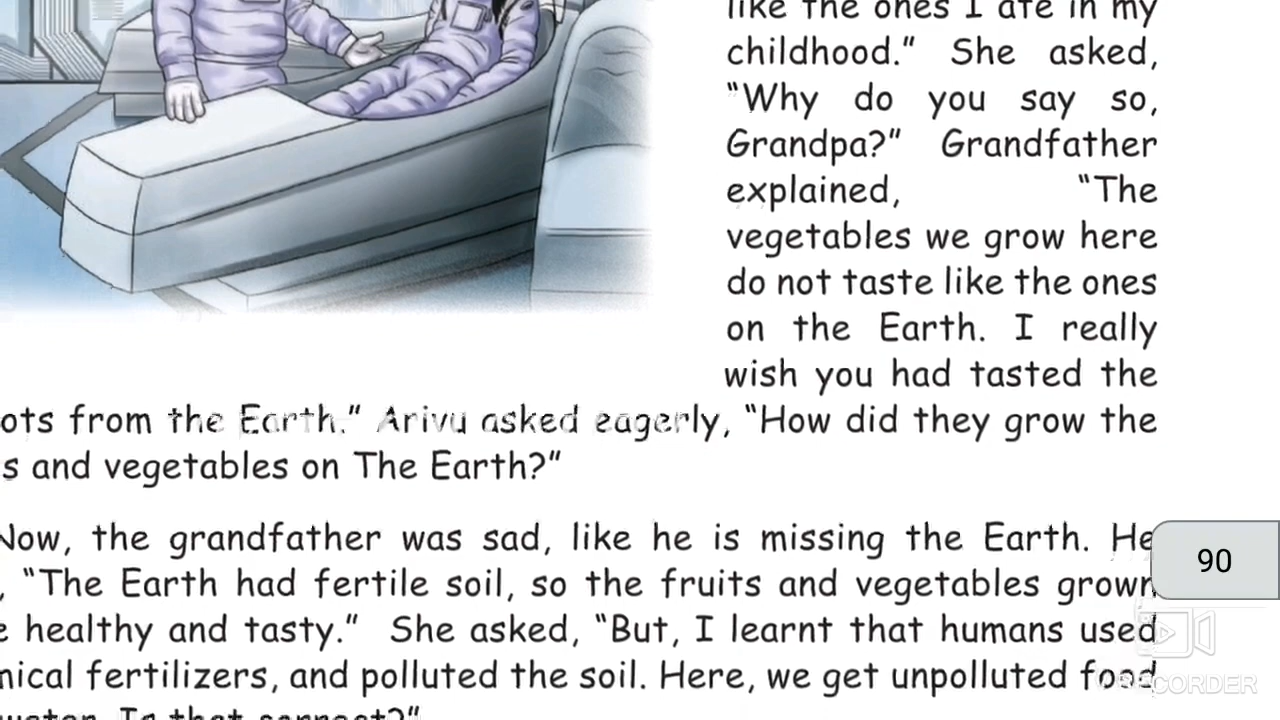 like the ones I ate in my
childhood.” She asked,
“Why do you say so,
Grandpa?” Grandfather
explained, “The
vegetables we grow here
do not taste like the ones
on the Earth. I really
wish you had tasted the
ots from the Earth.” Arivu asked eagerly, “How did they grow the
s and vegetables on The Earth?”
Now, the grandfather was sad, like he is missing the Earth. He
, “The Earth had fertile soil, so the fruits and vegetables grown
e healthy and tasty.” She asked, “But, I learnt that humans used
mical fertilizers, and polluted the soil. Here, we get unpolluted food
water. Is that correct?”
90
RECORDER